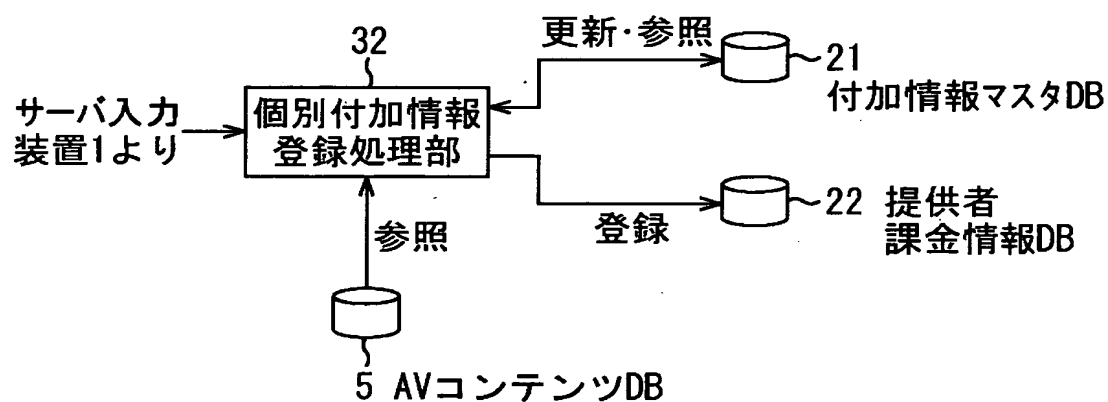 32
更新・参照
21
付加情報マスタDB
サーバ入力
装置1より
個別付加情報
登録処理部
22 提供者
課金情報DB
登録
参照
5 AVコンテンツDB